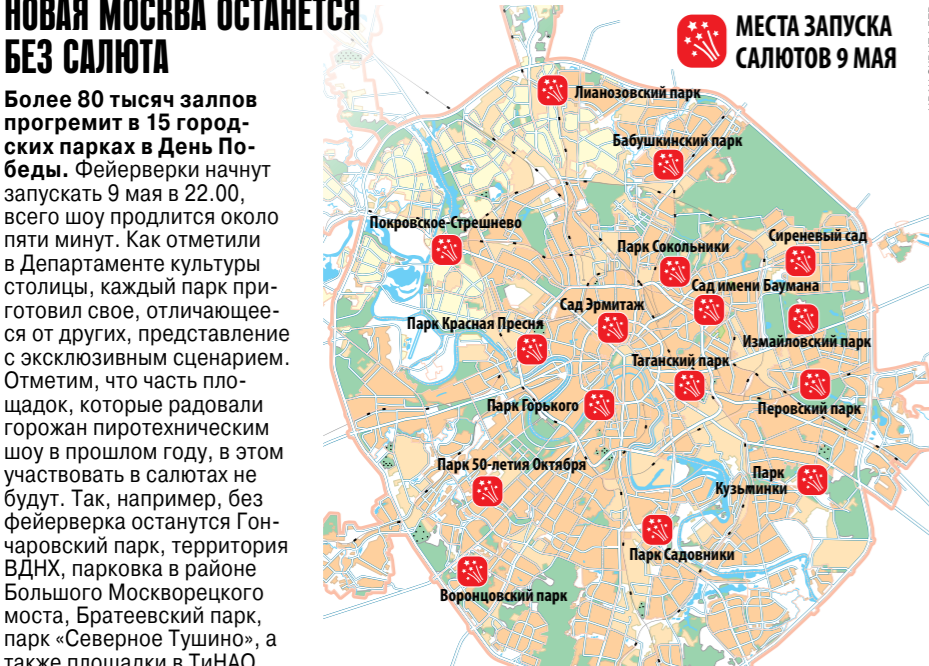 НОВАЯ МОСКВА ОСТАНЕТСЯ
БЕЗ САЛЮТА
Более 80 тысяч залпов
прогремит в 15 город-
ских парках в День По-
беды. Фейерверки начнут
запускать 9 мая в 22.00,
всего шоу продлится около
пяти минут. Как отметили
в Департаменте культуры
столицы, каждый парк при-
готовил свое, отличающее-
ся от других, представление
с эксклюзивным сценарием.
Отметим, что часть пло-
щадок, которые радовали
горожан пиротехническим
шоу в прошлом году, в этом
участвовать в салютах не
будут. Так, например, без
фейерверка останутся Гон-
чаровский парк, территория
ВДНХ, парковка в районе
Большого Москворецкого
моста, Братеевский парк,
парк «Северное Тушино», а
также площадки в ТиНАО
МЕСТА ЗАПУСКА
САЛЮТОВ 9 МАЯ
Лианозовский парк
Бабушкинский парк
Покровское-Стрешнево
Парк Сокольники
Сиреневый сад
Сад имени Баумана
Сад Эрмитаж
Парк Красная Пресня
Измайловский парк
Таганский парк
Парк Горького
Перовский парк
Парк 50-летия Октября
Парк
Кузьминки
Парк Садовники
Воронцовский парк